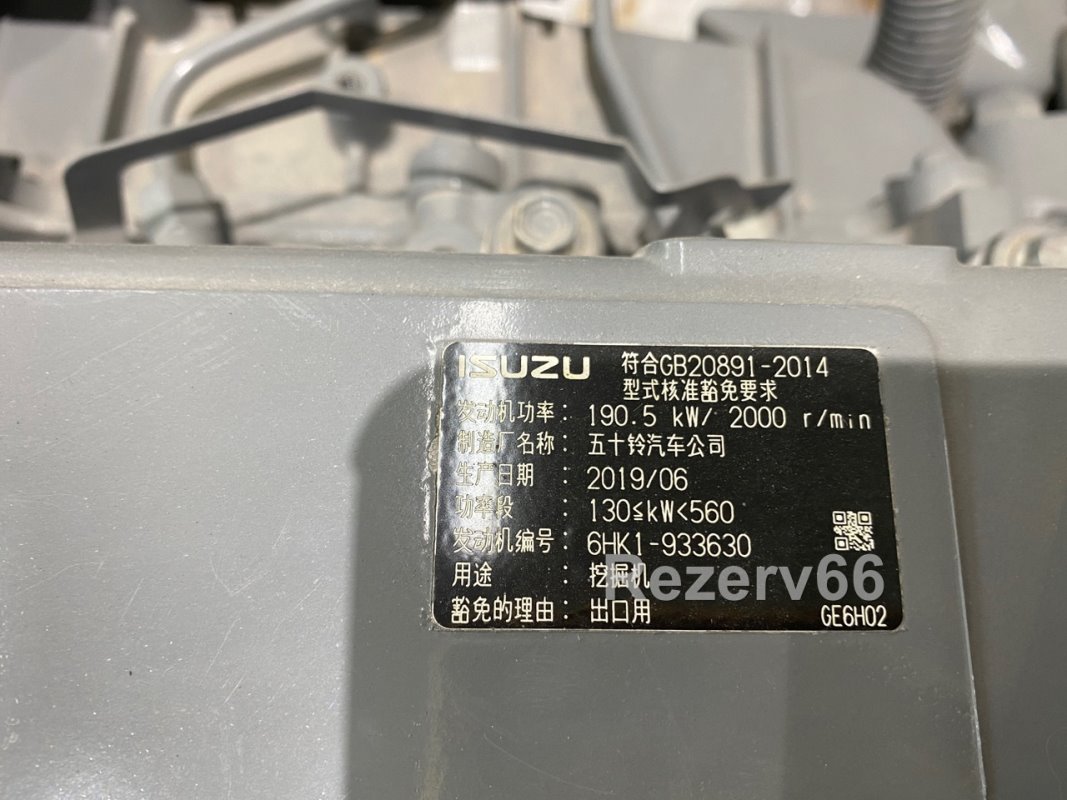 ISUZU 符合GB20891-2014
型式核准豁免要求
发动机功率： 190.5 kW/ 2000 r/min
制造厂名称： 五十铃汽车公司
生产日期 ： 2019/06
功率段 ： 130≤kW<560
发动机编号： 6HK1-933630
用途 ： 挖掘机
Rezerv66
豁免的理由： 出口用
GE6H02